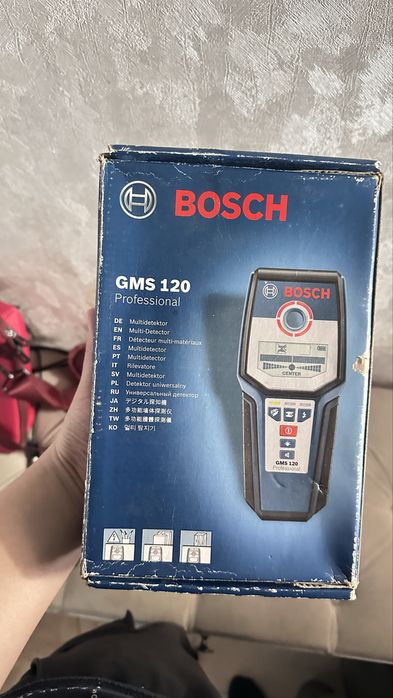 BOSCH
GMS 120
Professional
DE Multidetektor
EN Multi-Detector
FR Détecteur multi-matériaux
ES Multidetector
PT Multidetector
IT Rilevatore
SV Multidetektor
PL Detektor uniwersalny
RU Универсальный детектор
JA デジタル探知機
ZH 多功能墙体探测仪
TW 多功能牆體探測儀
KO 멀티 탐지기
BOSCH
CENTER
GMS 120
Professional